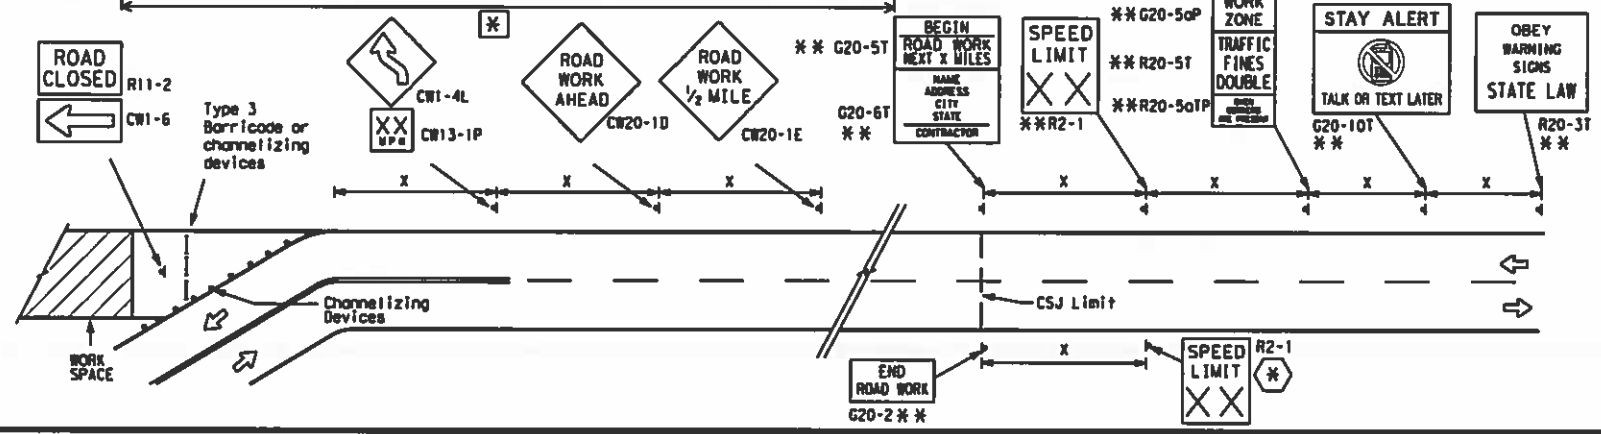 ROAD
CLOSED
R11-2
CW1-6
Type 3
Barricade or
channelizing
devices
CW1-4L
XX
MPH
CW13-1P
*
ROAD
WORK
AHEAD
CW20-1D
ROAD
WORK
1/2 MILE
CW20-1E
** G20-5T
BEGIN
ROAD WORK
NEXT X MILES
NAME
ADDRESS
CITY
STATE
CONTRACTOR
G20-6T
**
SPEED
LIMIT
XX
**R2-1
**G20-5aP
WORK
ZONE
**R20-5T
TRAFFIC
FINES
DOUBLE
**R20-5aTP
STAY ALERT
TALK OR TEXT LATER
G20-10T
**
OBEY
WARNING
SIGNS
STATE LAW
R20-3T
**
X
X
X
X
X
X
X
WORK
SPACE
Channelizing
Devices
CSJ Limit
END
ROAD WORK
G20-2 **
X
SPEED
LIMIT
XX
R2-1
*